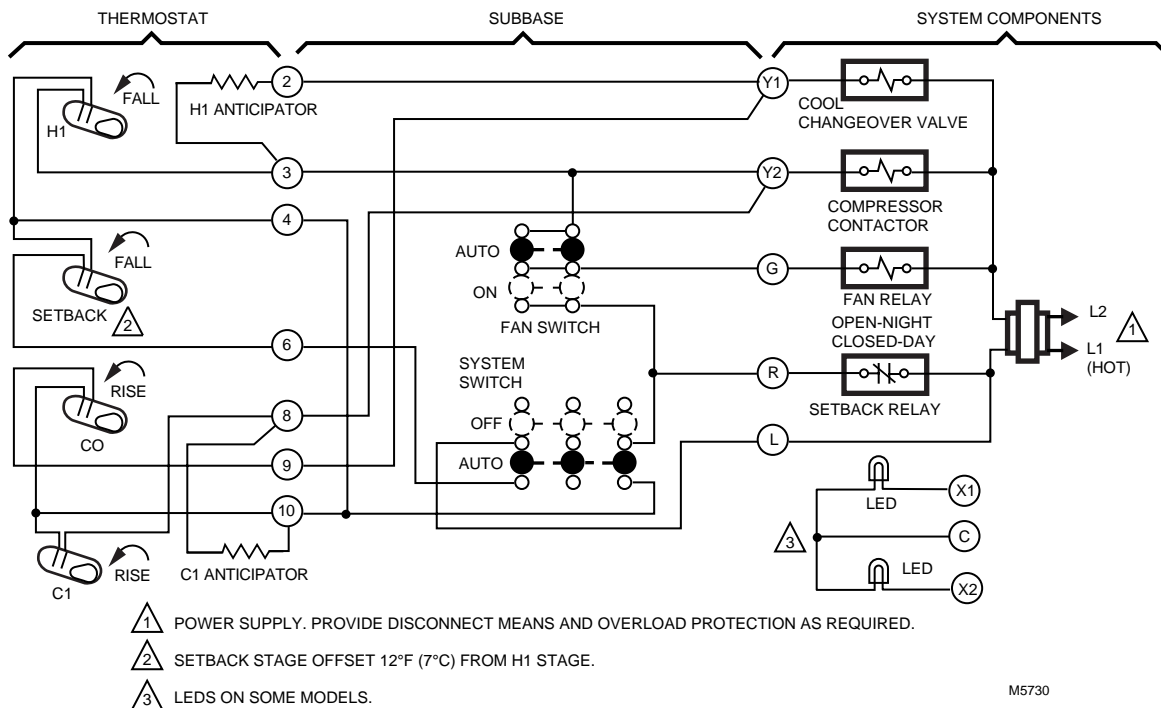 THERMOSTAT
SUBBASE
SYSTEM COMPONENTS
FALL
H1
H1 ANTICIPATOR
2
Y1
COOL
CHANGEOVER VALVE
3
Y2
COMPRESSOR
CONTACTOR
4
FALL
SETBACK
2
AUTO
ON
FAN SWITCH
G
FAN RELAY
OPEN-NIGHT
CLOSED-DAY
L2
L1
(HOT)
1
6
SYSTEM
SWITCH
R
SETBACK RELAY
RISE
CO
8
OFF
AUTO
L
9
10
LED
X1
C
LED
X2
3
RISE
C1
C1 ANTICIPATOR
1 POWER SUPPLY. PROVIDE DISCONNECT MEANS AND OVERLOAD PROTECTION AS REQUIRED.
2 SETBACK STAGE OFFSET 12°F (7°C) FROM H1 STAGE.
3 LEDS ON SOME MODELS.
M5730